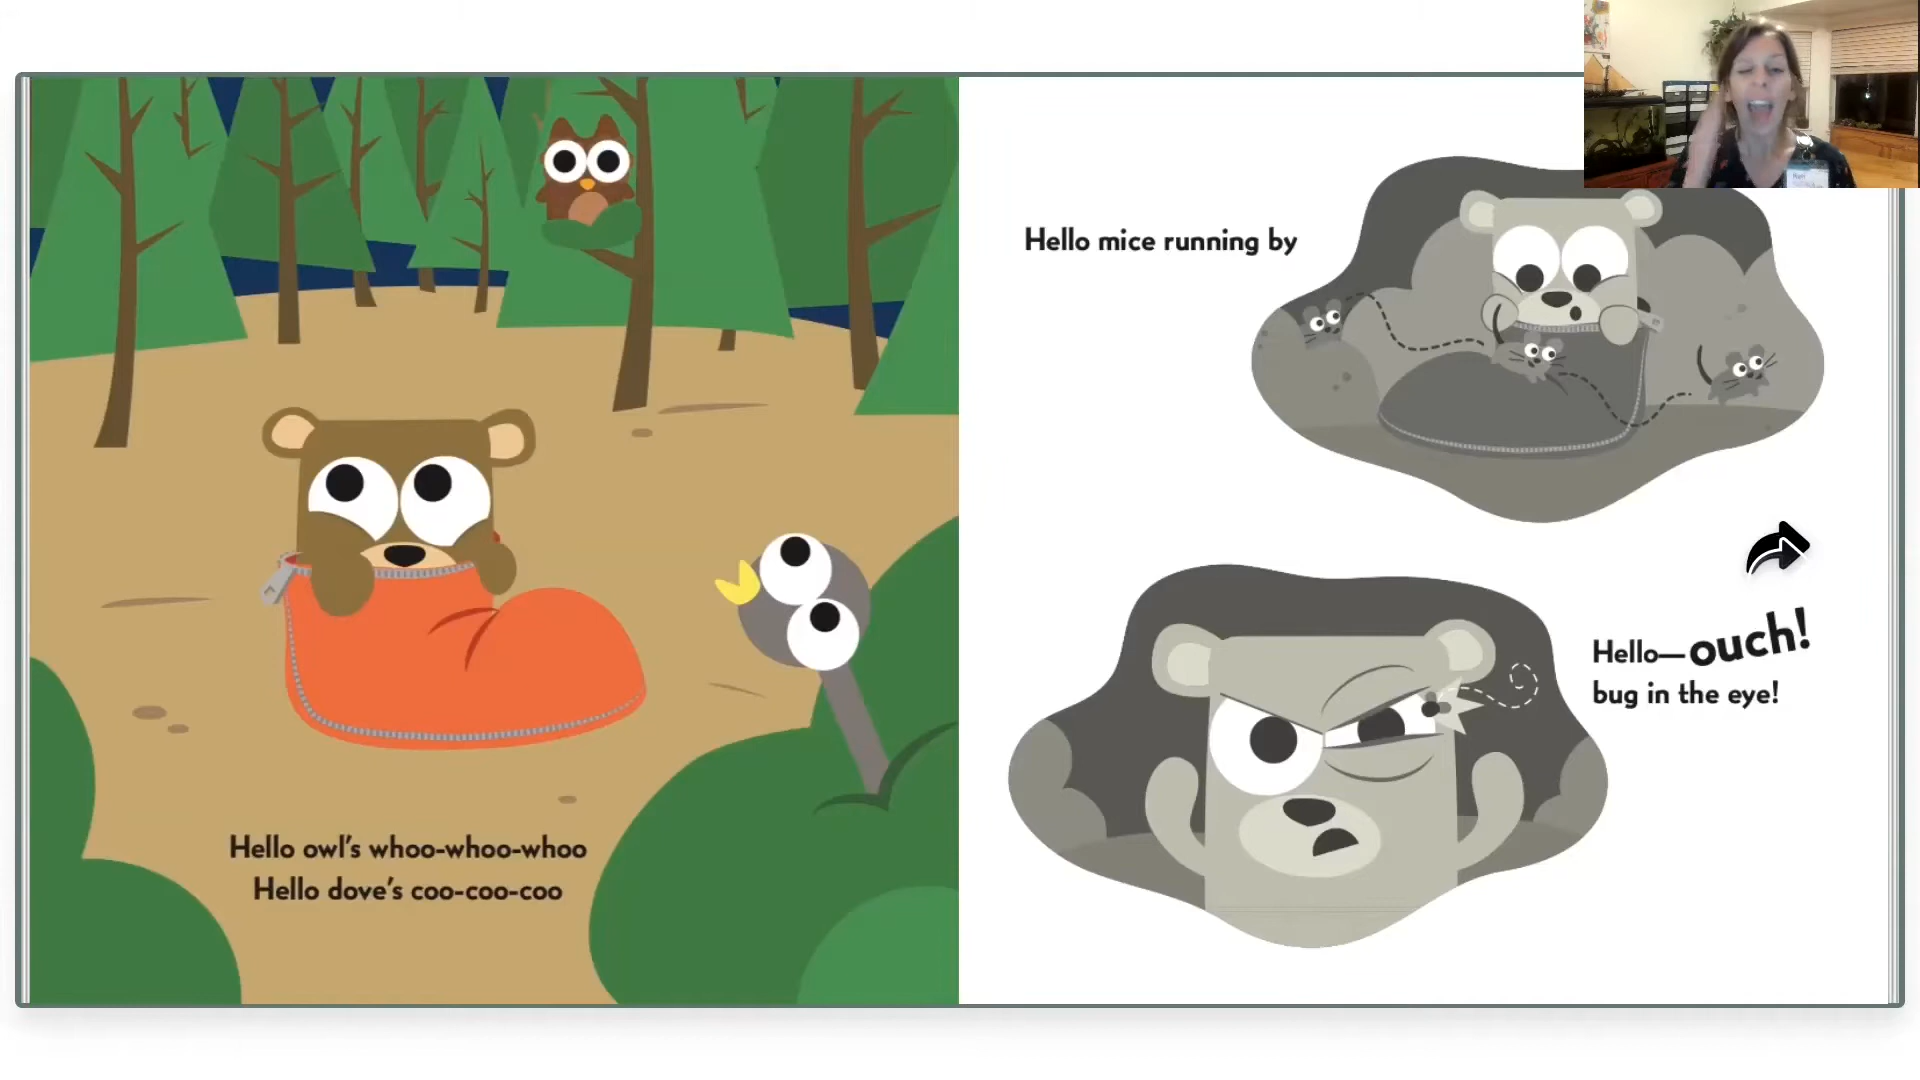 Hello owl's whoo-whoo-whoo
Hello dove's coo-coo-coo
Hello mice running by
Hello—ouch!
bug in the eye!